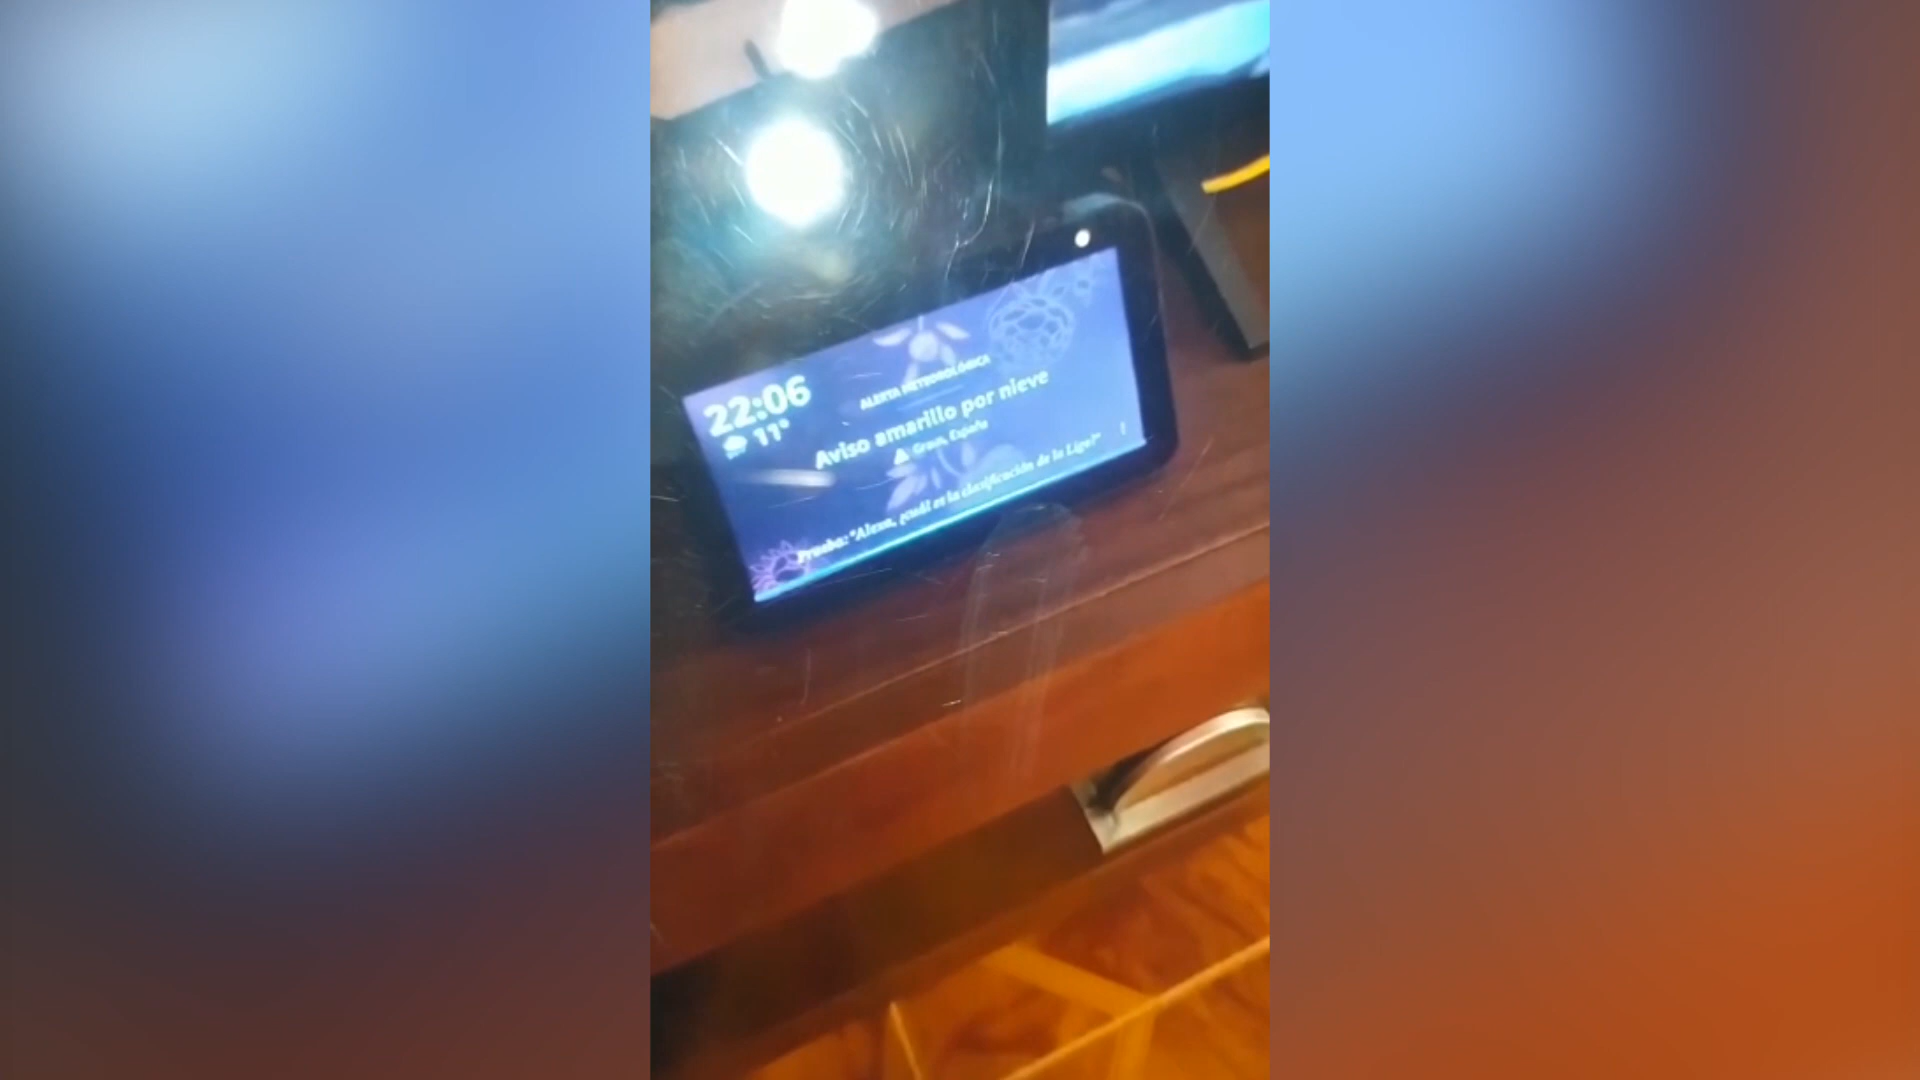 22:06
11°
ALERTA METEOROLÓGICA
Aviso amarillo por nieve
España
Prueba: "Alexa, ¿cuál es la clasificación de la Liga?"